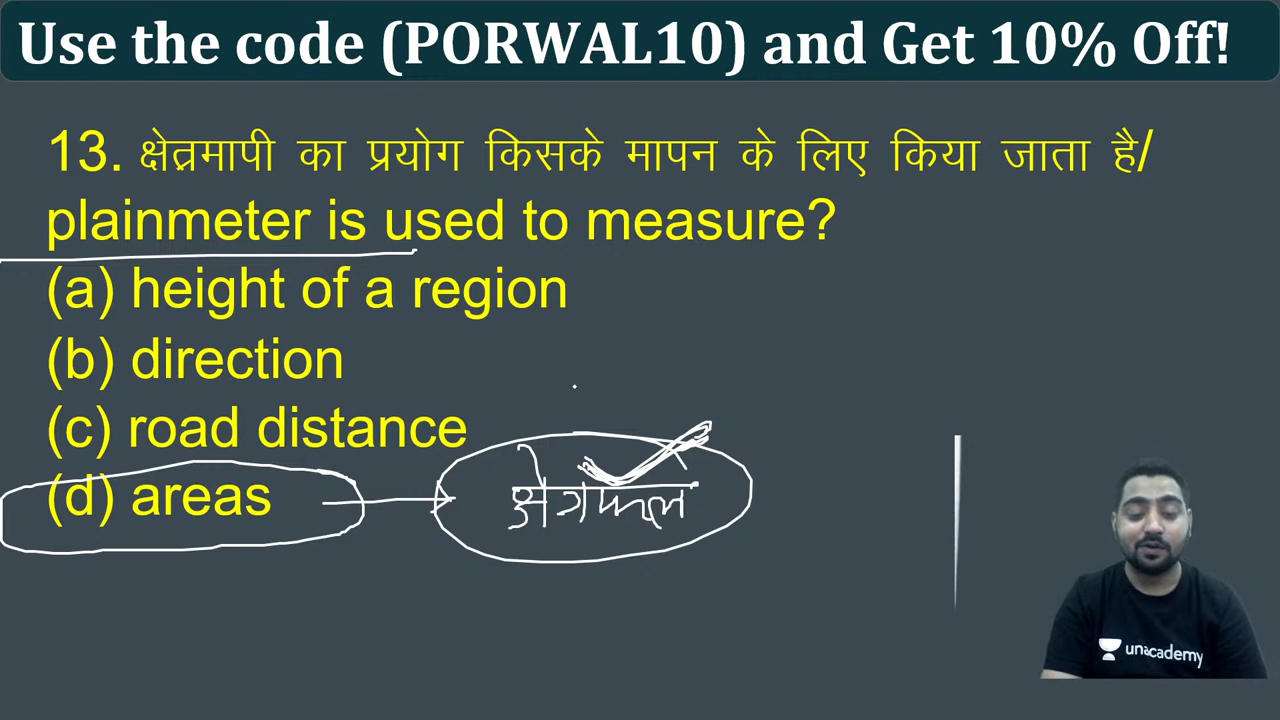 Use the code (PORWAL10) and Get 10% Off!
13. क्षेत्रमापी का प्रयोग किसके मापन के लिए किया जाता है/
plainmeter is used to measure?
(a) height of a region
(b) direction
(c) road distance
(d) areas
क्षेत्रफल
unacademy